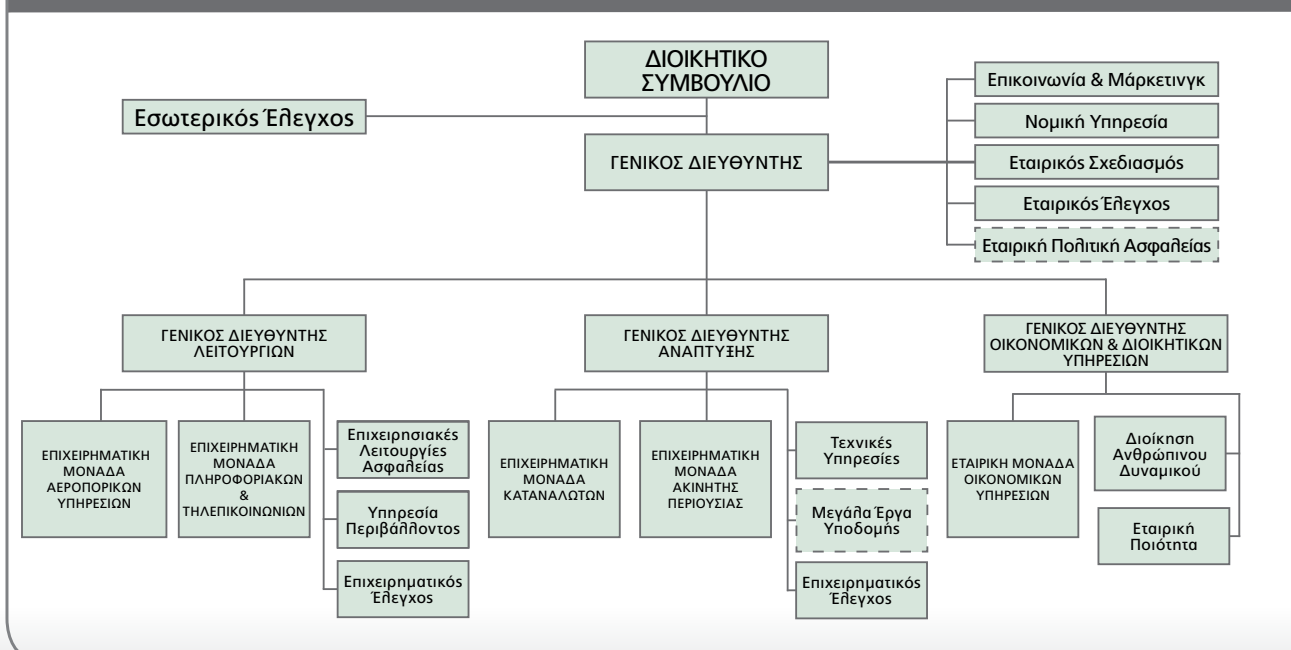 ΔΙΟΙΚΗΤΙΚΟ
ΣΥΜΒΟΥΛΙΟ
Εσωτερικός Έλεγχος
ΓΕΝΙΚΟΣ ΔΙΕΥΘΥΝΤΗΣ
Επικοινωνία & Μάρκετινγκ
Νομική Υπηρεσία
Εταιρικός Σχεδιασμός
Εταιρικός Έλεγχος
Εταιρική Πολιτική Ασφαλείας
ΓΕΝΙΚΟΣ ΔΙΕΥΘΥΝΤΗΣ
ΛΕΙΤΟΥΡΓΙΩΝ
ΓΕΝΙΚΟΣ ΔΙΕΥΘΥΝΤΗΣ
ΑΝΑΠΤΥΞΗΣ
ΓΕΝΙΚΟΣ ΔΙΕΥΘΥΝΤΗΣ
ΟΙΚΟΝΟΜΙΚΩΝ & ΔΙΟΙΚΗΤΙΚΩΝ
ΥΠΗΡΕΣΙΩΝ
ΕΠΙΧΕΙΡΗΜΑΤΙΚΗ
ΜΟΝΑΔΑ
ΑΕΡΟΠΟΡΙΚΩΝ
ΥΠΗΡΕΣΙΩΝ
ΕΠΙΧΕΙΡΗΜΑΤΙΚΗ
ΜΟΝΑΔΑ
ΠΛΗΡΟΦΟΡΙΑΚΩΝ
&
ΤΗΛΕΠΙΚΟΙΝΩΝΙΩΝ
Επιχειρησιακές
Λειτουργίες
Ασφαλείας
Υπηρεσία
Περιβάλλοντος
Επιχειρηματικός
Έλεγχος
ΕΠΙΧΕΙΡΗΜΑΤΙΚΗ
ΜΟΝΑΔΑ
ΚΑΤΑΝΑΛΩΤΩΝ
ΕΠΙΧΕΙΡΗΜΑΤΙΚΗ
ΜΟΝΑΔΑ
ΑΚΙΝΗΤΗΣ
ΠΕΡΙΟΥΣΙΑΣ
Τεχνικές
Υπηρεσίες
Μεγάλα Έργα
Υποδομής
Επιχειρηματικός
Έλεγχος
ΕΤΑΙΡΙΚΗ ΜΟΝΑΔΑ
ΟΙΚΟΝΟΜΙΚΩΝ
ΥΠΗΡΕΣΙΩΝ
Διοίκηση
Ανθρώπινου
Δυναμικού
Εταιρική
Ποιότητα